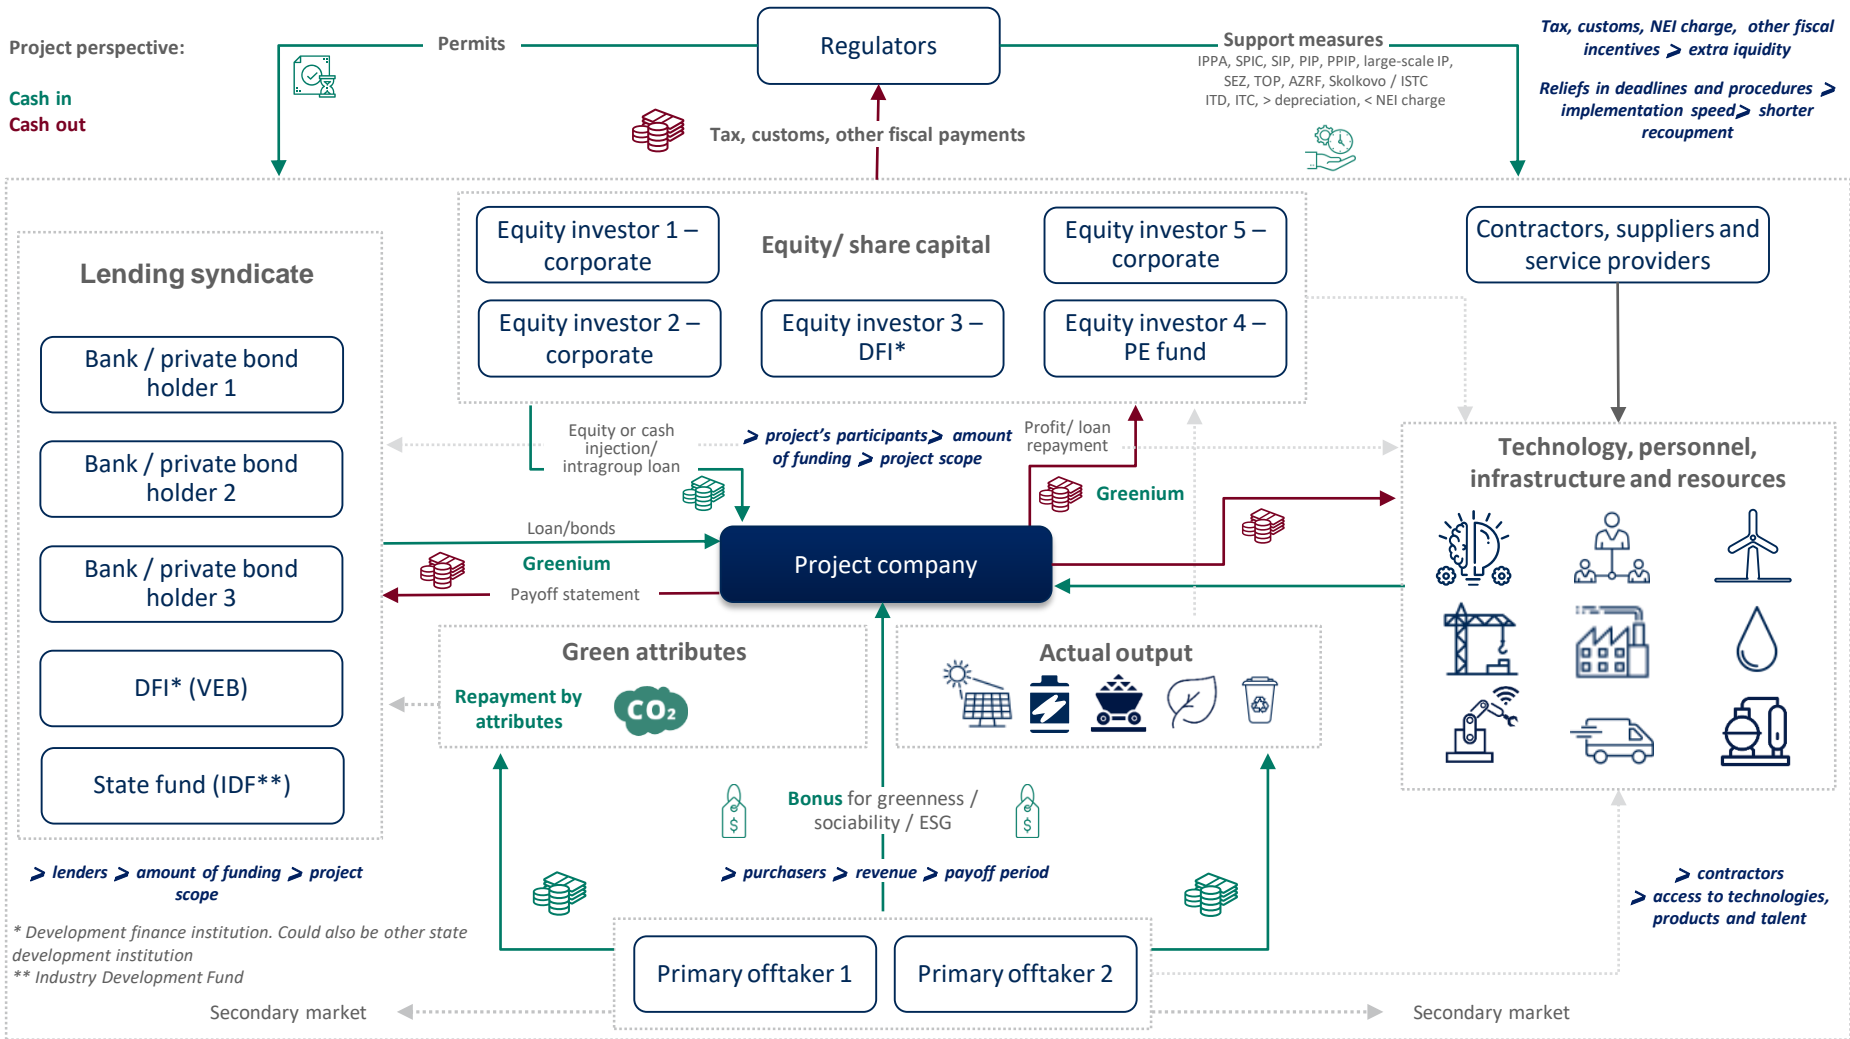 Project perspective:
Cash in
Cash out
Permits
Regulators
Support measures
IPPA, SPIC, SIP, PIP, PPIP, large-scale IP,
SEZ, TOP, AZRF, Skolkovo / ISTC
ITD, ITC, > depreciation, < NEI charge
Tax, customs, NEI charge, other fiscal
incentives > extra iquidity
Reliefs in deadlines and procedures >
implementation speed> shorter
recoupment
Tax, customs, other fiscal payments
Lending syndicate
Bank / private bond
holder 1
Bank / private bond
holder 2
Bank / private bond
holder 3
DFI* (VEB)
State fund (IDF**)
Equity/ share capital
Equity investor 1 –
corporate
Equity investor 5 –
corporate
Equity investor 2 –
corporate
Equity investor 3 –
DFI*
Equity investor 4 –
PE fund
Contractors, suppliers and
service providers
Equity or cash
injection/
intragroup loan
> project's participants> amount
of funding > project scope
Profit/ loan
repayment
Greenium
Technology, personnel,
infrastructure and resources
Loan/bonds
Greenium
Payoff statement
Project company
Green attributes
Repayment by
attributes
CO2
Actual output
Bonus for greenness /
sociability / ESG
$
$
> purchasers > revenue > payoff period
> lenders > amount of funding > project
scope
> contractors
> access to technologies,
products and talent
* Development finance institution. Could also be other state
development institution
** Industry Development Fund
Primary offtaker 1
Primary offtaker 2
Secondary market
Secondary market